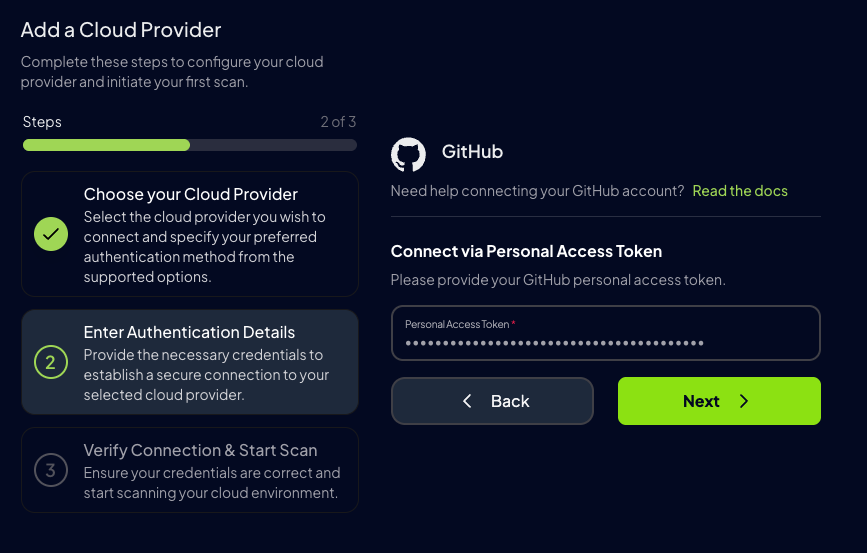 Add a Cloud Provider
Complete these steps to configure your cloud
provider and initiate your first scan.
Steps
2 of 3
Choose your Cloud Provider
Select the cloud provider you wish to
connect and specify your preferred
authentication method from the
supported options.
2
Enter Authentication Details
Provide the necessary credentials to
establish a secure connection to your
selected cloud provider.
3
Verify Connection & Start Scan
Ensure your credentials are correct and
start scanning your cloud environment.
GitHub
Need help connecting your GitHub account? Read the docs
Connect via Personal Access Token
Please provide your GitHub personal access token.
Personal Access Token *
••••••••••••••••••••••••••••••••••••••••
Back
Next